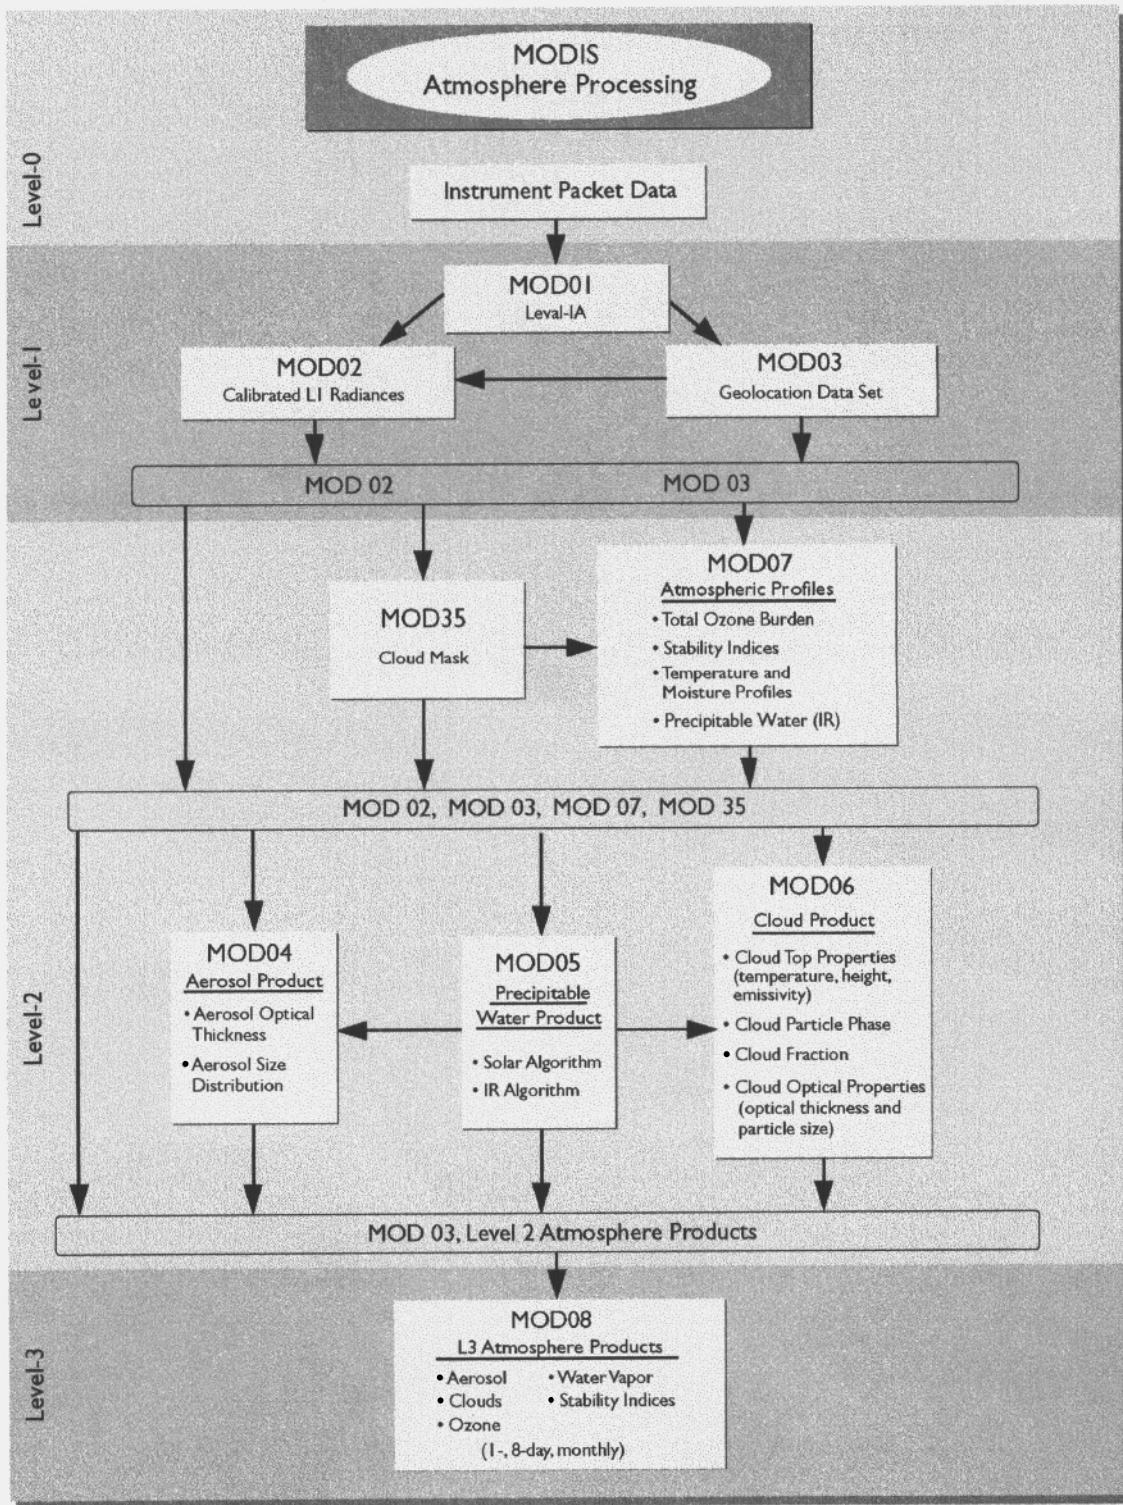 MODIS
Atmosphere Processing
Level-0
Instrument Packet Data
Le vel-1
MOD01
Leval-IA
MOD02
Calibrated L1 Radiances
MOD03
Geolocation Data Set
MOD 02
MOD 03
MOD35
Cloud Mask
MOD07
Atmospheric Profiles
• Total Ozone Burden
• Stability Indices
• Temperature and
Moisture Profiles
• Precipitable Water (IR)
MOD 02, MOD 03, MOD 07, MOD 35
Level-2
MOD04
Aerosol Product
• Aerosol Optical
Thickness
• Aerosol Size
Distribution
MOD05
Precipitable
Water Product
• Solar Algorithm
• IR Algorithm
MOD06
Cloud Product
• Cloud Top Properties
(temperature, height,
emissivity)
• Cloud Particle Phase
• Cloud Fraction
• Cloud Optical Properties
(optical thickness and
particle size)
MOD 03, Level 2 Atmosphere Products
Level-3
MOD08
L3 Atmosphere Products
• Aerosol
• Clouds
• Ozone
• Water Vapor
• Stability Indices
(1-, 8-day, monthly)